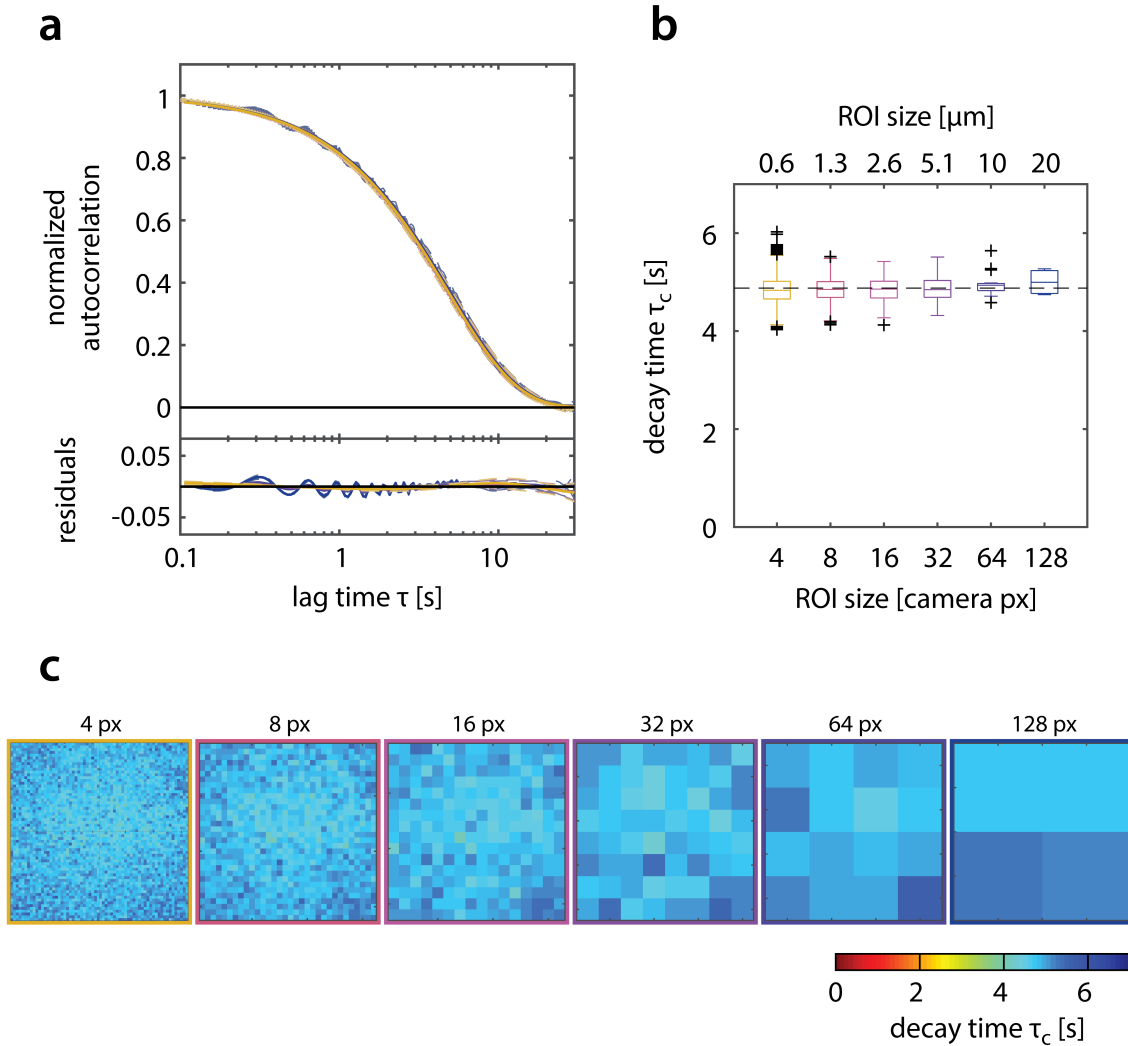 a
normalized
autocorrelation
1
0.8
0.6
0.4
0.2
0
residuals
0.05
-0.05
0.1 1 10
lag time τ [s]
b
ROI size [µm]
0.6 1.3 2.6 5.1 10 20
decay time τc [s]
6
4
2
0
4 8 16 32 64 128
ROI size [camera px]
c
4 px 8 px 16 px 32 px 64 px 128 px
0 2 4 6
decay time τc [s]